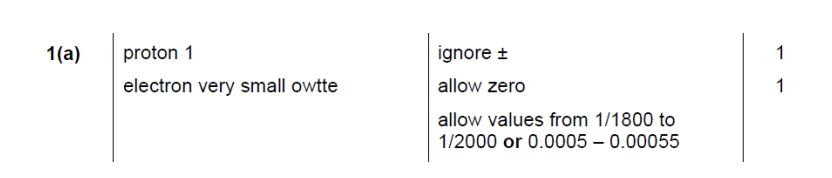 1(a) proton 1 ignore ± 1
electron very small owtte allow zero 1
allow values from 1/1800 to
1/2000 or 0.0005 – 0.00055